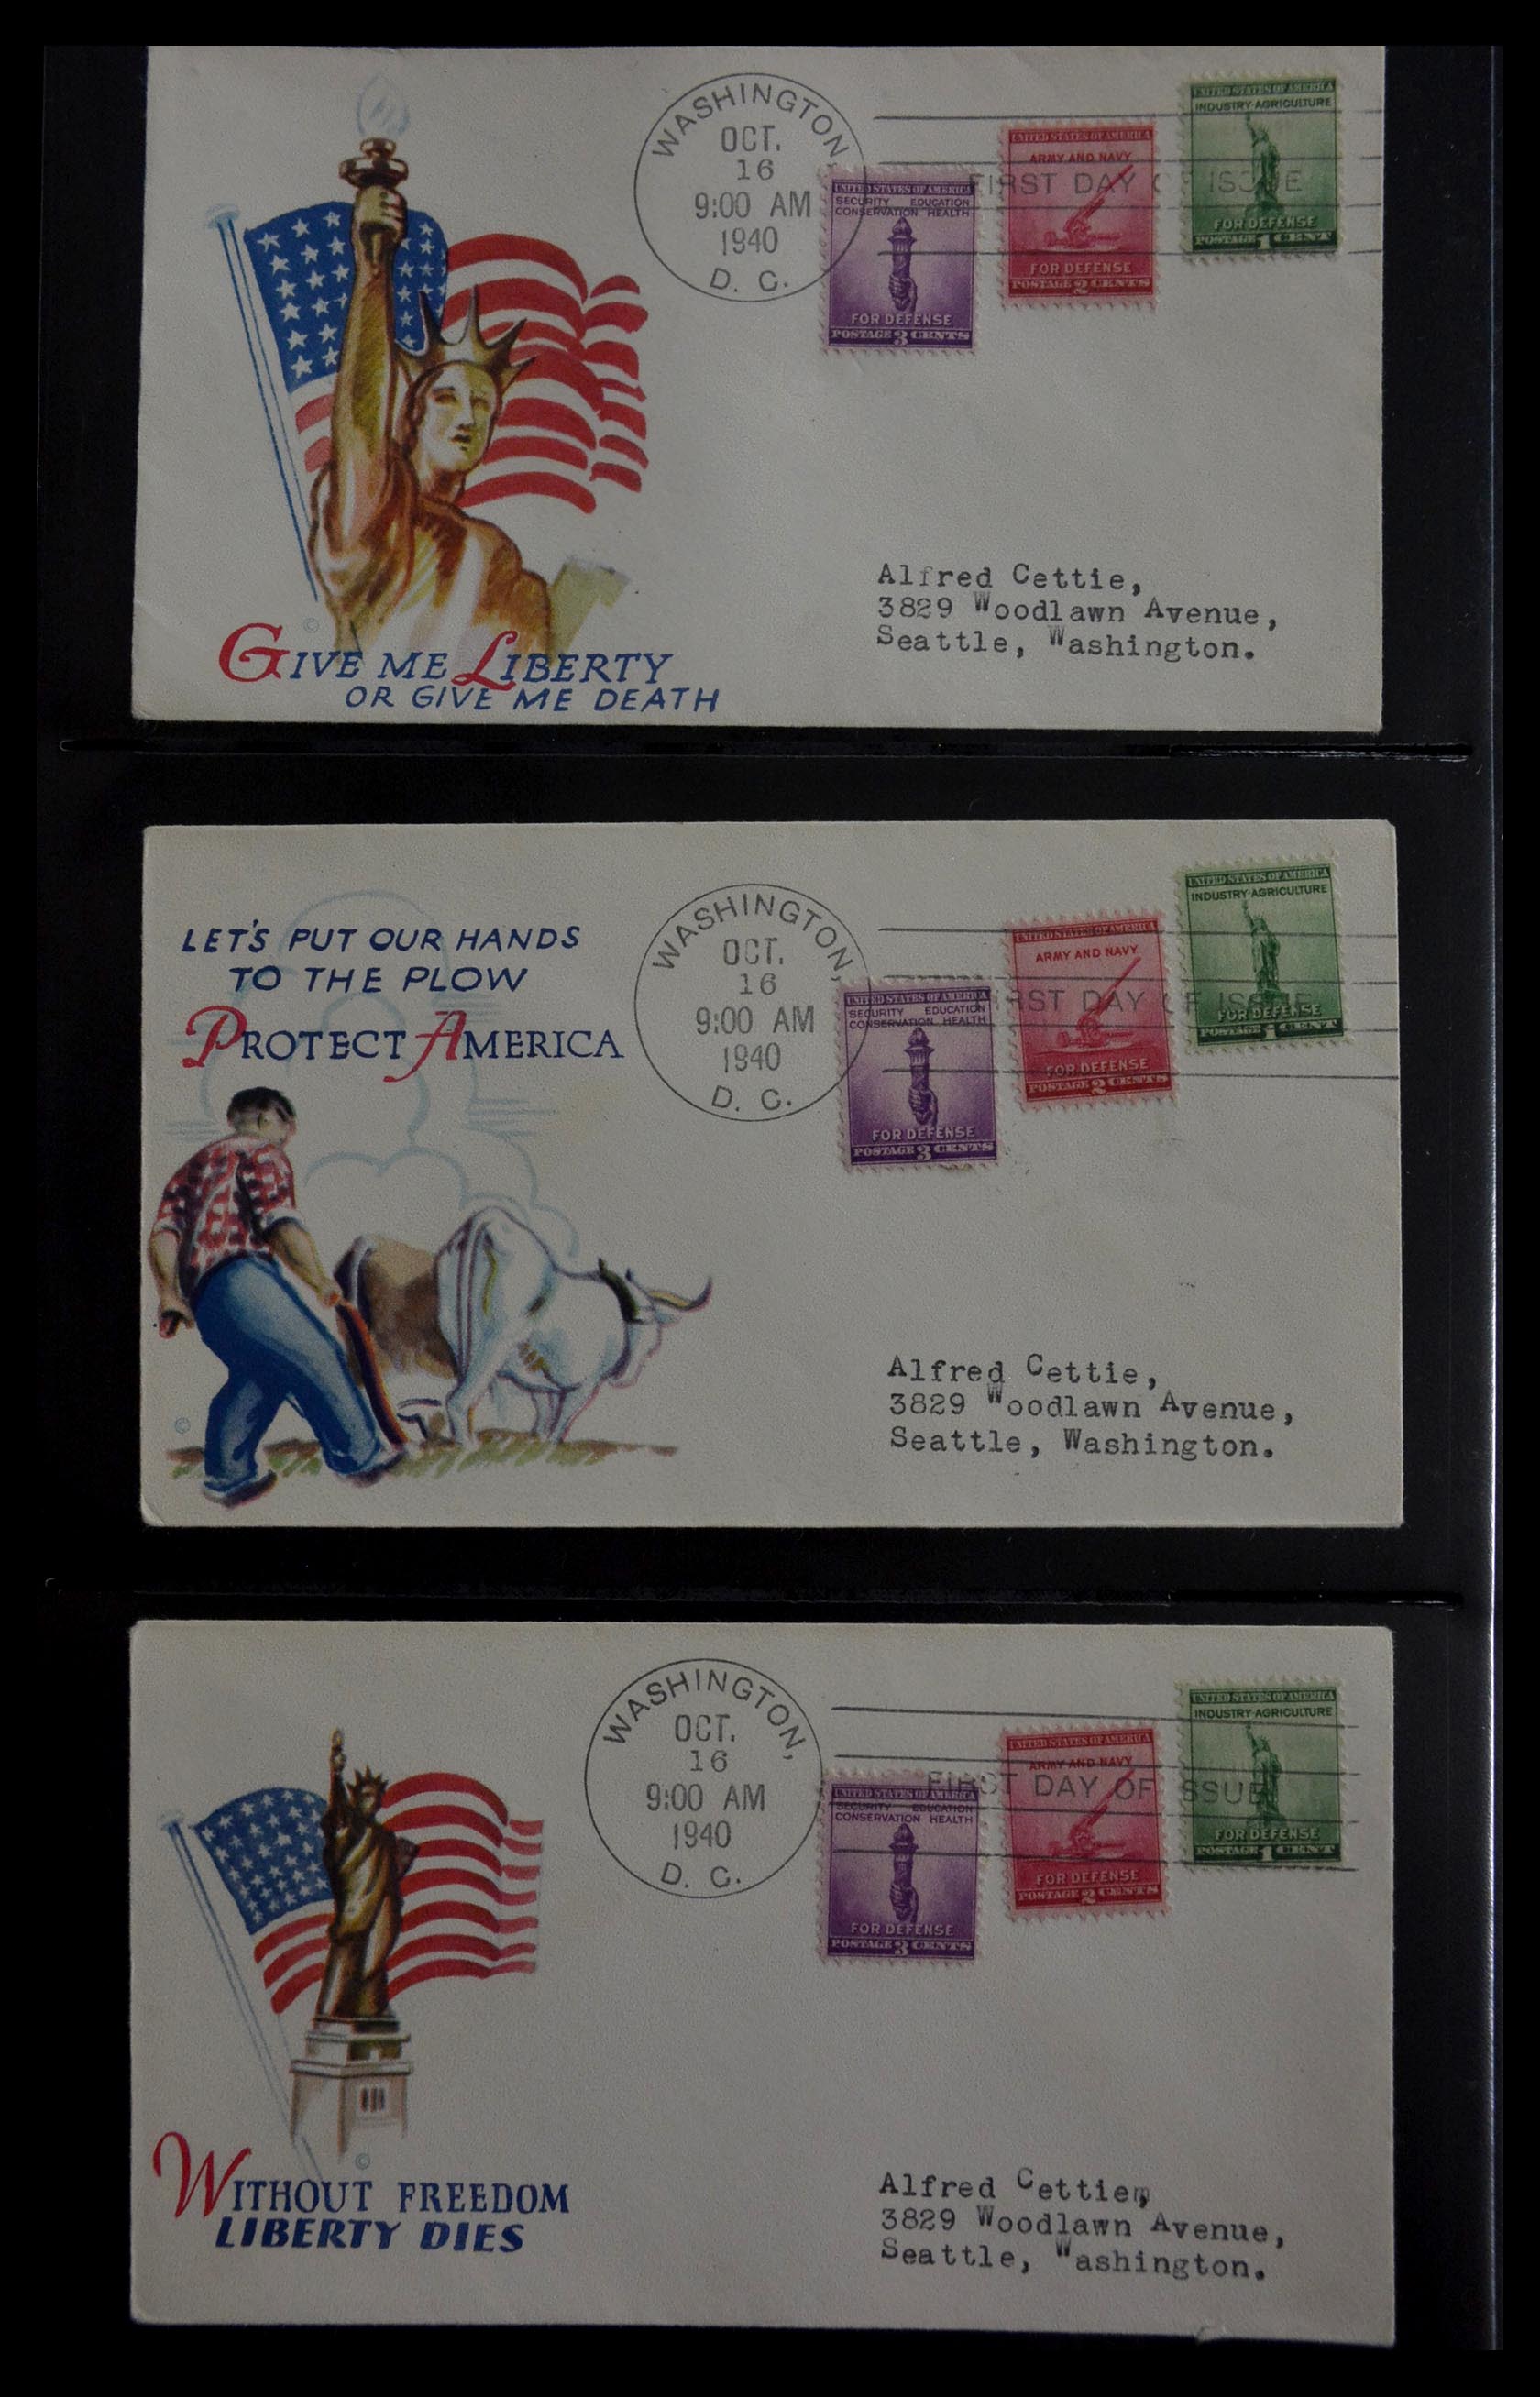 WASHINGTON
OCT.
16
9:00 AM
1940
D. C.
FIRST DAY OF ISSUE
UNITED STATES OF AMERICA
SECURITY EDUCATION
CONSERVATION HEALTH
FOR DEFENSE
POSTAGE 3 CENTS
UNITED STATES OF AMERICA
ARMY AND NAVY
FOR DEFENSE
POSTAGE 2 CENTS
UNITED STATES OF AMERICA
INDUSTRY·AGRICULTURE
FOR DEFENSE
POSTAGE 1 CENT
©
GIVE ME LIBERTY
OR GIVE ME DEATH
Alfred Cettie,
3829 Woodlawn Avenue,
Seattle, Washington.
LET'S PUT OUR HANDS
TO THE PLOW
PROTECT AMERICA
©
WASHINGTON,
OCT.
16
9:00 AM
1940
D. C.
FIRST DAY OF ISSUE
UNITED STATES OF AMERICA
SECURITY EDUCATION
CONSERVATION HEALTH
FOR DEFENSE
POSTAGE 3 CENTS
UNITED STATES OF AMERICA
ARMY AND NAVY
FOR DEFENSE
POSTAGE 2 CENTS
UNITED STATES OF AMERICA
INDUSTRY·AGRICULTURE
FOR DEFENSE
POSTAGE 1 CENT
Alfred Cettie,
3829 Woodlawn Avenue,
Seattle, Washington.
WASHINGTON,
OCT.
16
9:00 AM
1940
D. C.
FIRST DAY OF ISSUE
UNITED STATES OF AMERICA
SECURITY EDUCATION
CONSERVATION HEALTH
FOR DEFENSE
POSTAGE 3 CENTS
UNITED STATES OF AMERICA
ARMY AND NAVY
FOR DEFENSE
POSTAGE 2 CENTS
UNITED STATES OF AMERICA
INDUSTRY·AGRICULTURE
FOR DEFENSE
POSTAGE 1 CENT
©
WITHOUT FREEDOM
LIBERTY DIES
Alfred Cettie,
3829 Woodlawn Avenue,
Seattle, Washington.